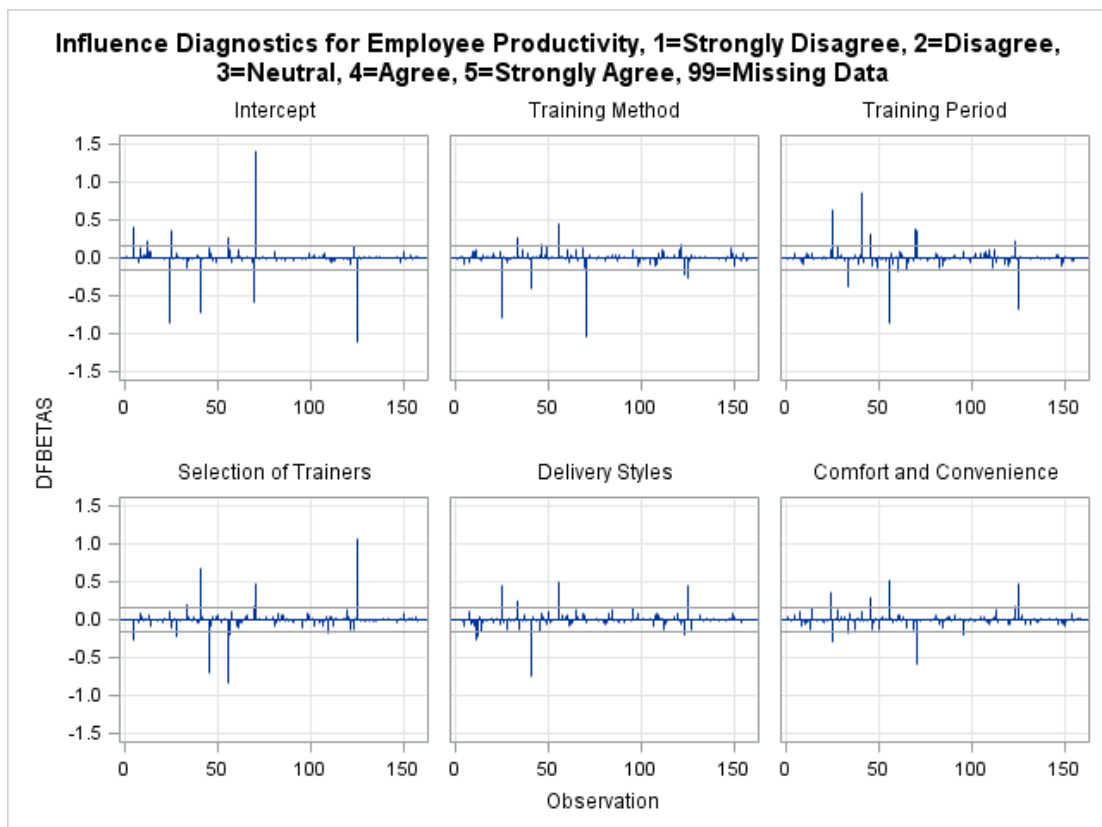 Influence Diagnostics for Employee Productivity, 1=Strongly Disagree, 2=Disagree,
3=Neutral, 4=Agree, 5=Strongly Agree, 99=Missing Data
Intercept
Training Method
Training Period
1.5
1.0
0.5
0.0
-0.5
-1.0
-1.5
0 50 100 150
0 50 100 150
0 50 100 150
DFBETAS
Selection of Trainers
Delivery Styles
Comfort and Convenience
1.5
1.0
0.5
0.0
-0.5
-1.0
-1.5
0 50 100 150
0 50 100 150
0 50 100 150
Observation